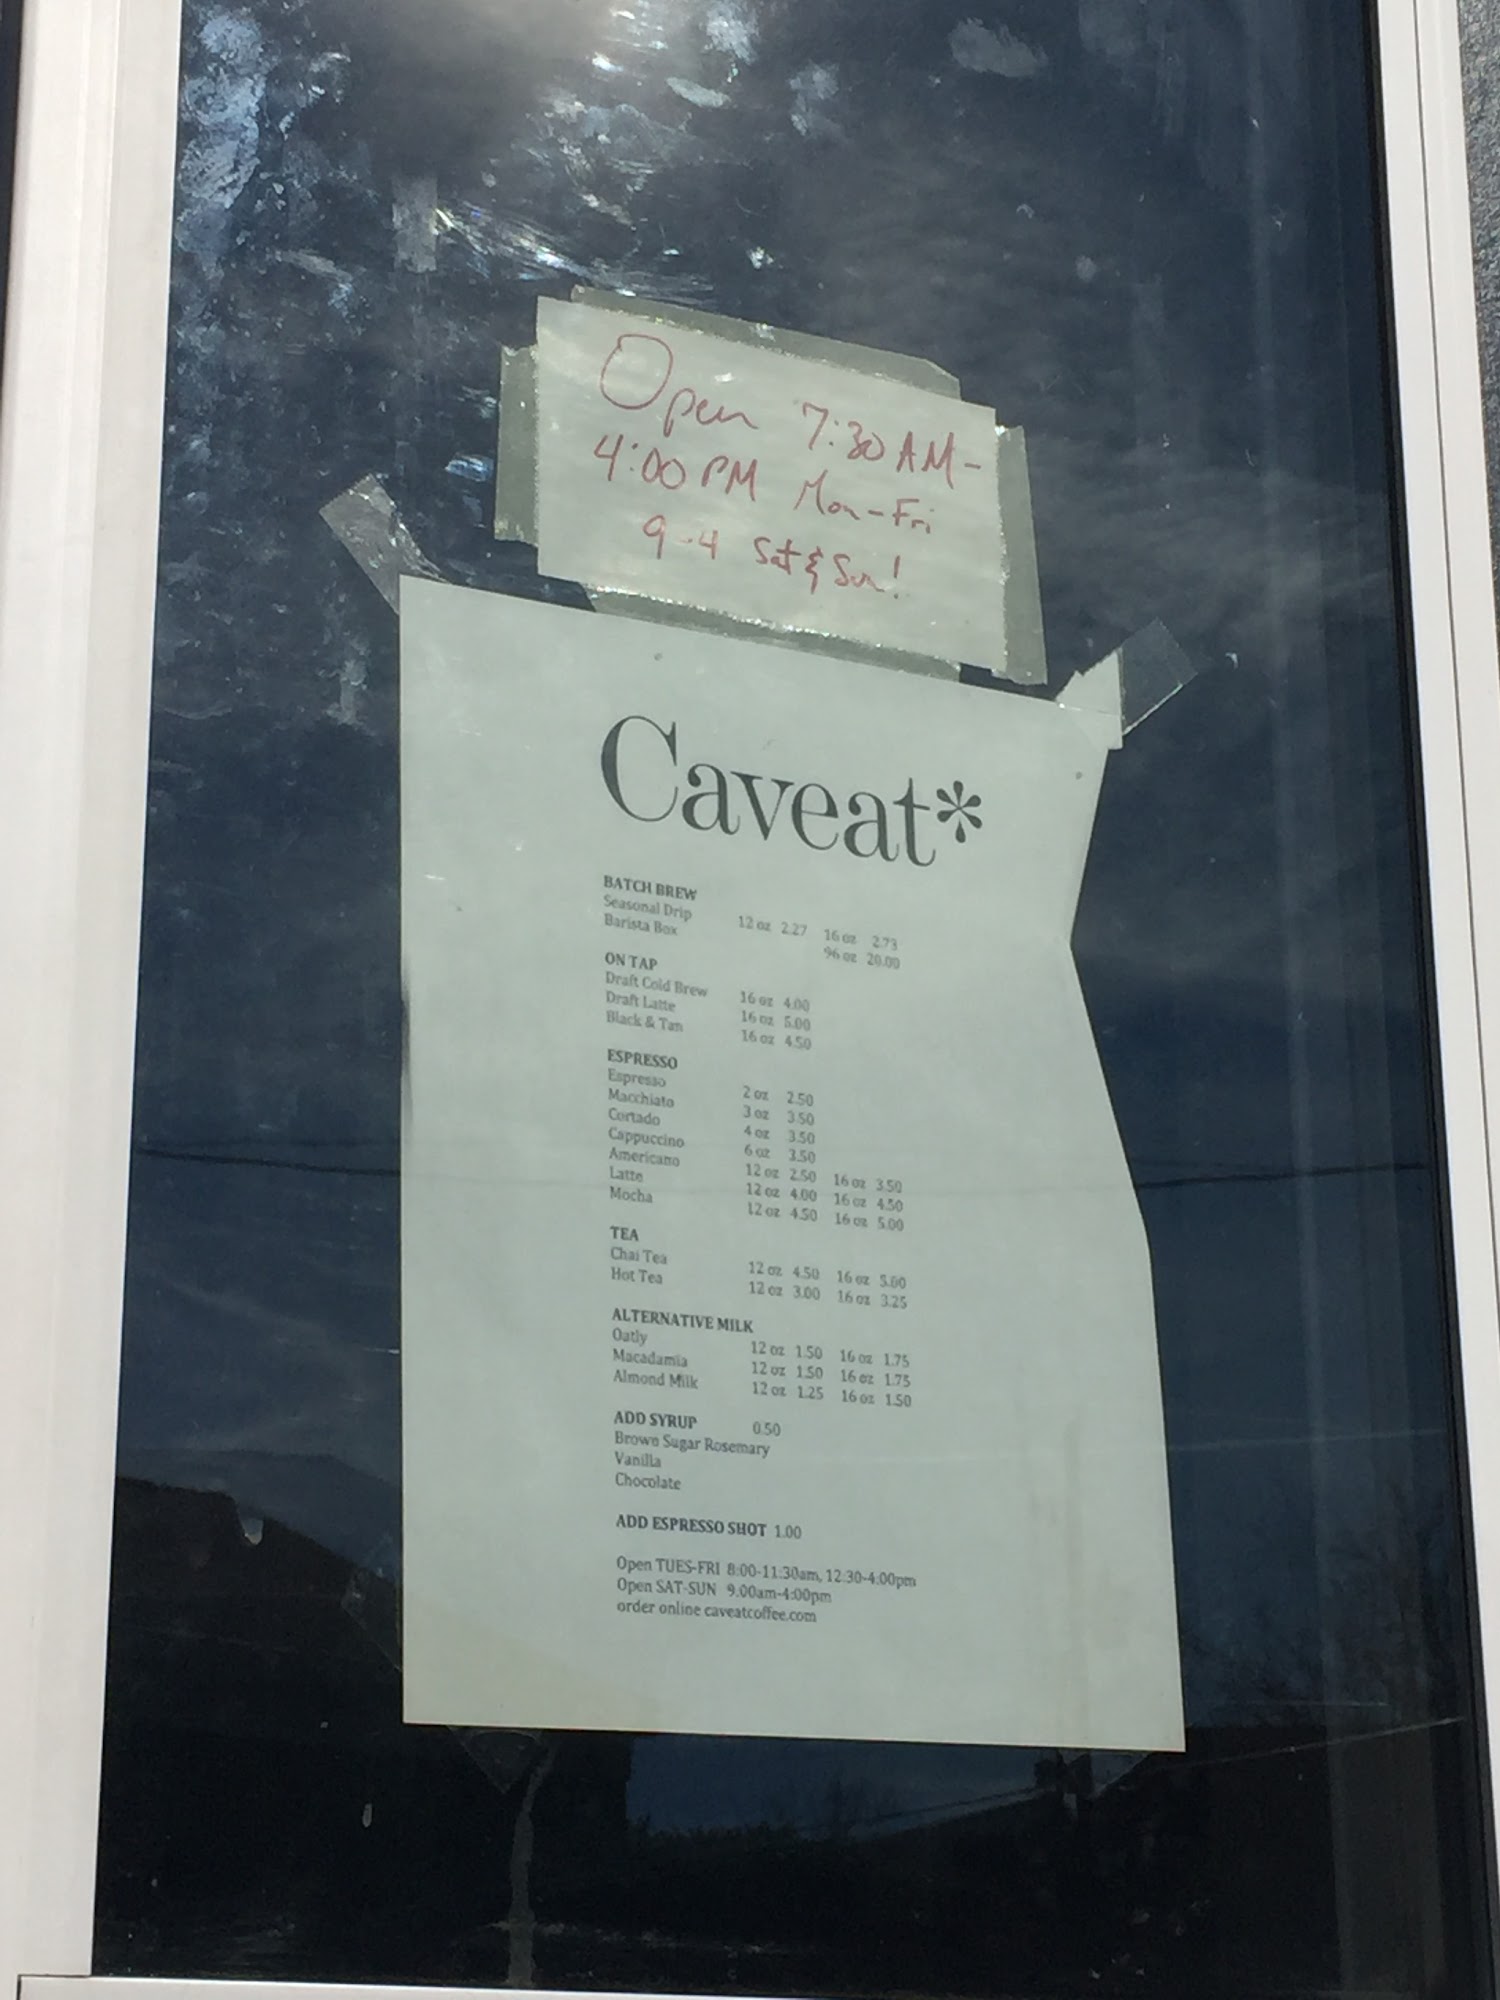 Open 7:30 AM-
4:00 PM Mon-Fri
9-4 Sat & Sun!
Caveat*
BATCH BREW
Seasonal Drip 12 oz 2.27 16 oz 2.73
Barista Box 96 oz 20.00
ON TAP
Draft Cold Brew 16 oz 4.00
Draft Latte 16 oz 5.00
Black & Tan 16 oz 4.50
ESPRESSO
Espresso 2 oz 2.50
Macchiato 3 oz 3.50
Cortado 4 oz 3.50
Cappuccino 6 oz 3.50
Americano 12 oz 2.50 16 oz 3.50
Latte 12 oz 4.00 16 oz 4.50
Mocha 12 oz 4.50 16 oz 5.00
TEA
Chai Tea 12 oz 4.50 16 oz 5.00
Hot Tea 12 oz 3.00 16 oz 3.25
ALTERNATIVE MILK
Oatly 12 oz 1.50 16 oz 1.75
Macadamia 12 oz 1.50 16 oz 1.75
Almond Milk 12 oz 1.25 16 oz 1.50
ADD SYRUP 0.50
Brown Sugar Rosemary
Vanilla
Chocolate
ADD ESPRESSO SHOT 1.00
Open TUES-FRI 8:00-11:30am, 12:30-4:00pm
Open SAT-SUN 9.00am-4:00pm
order online caveatcoffee.com